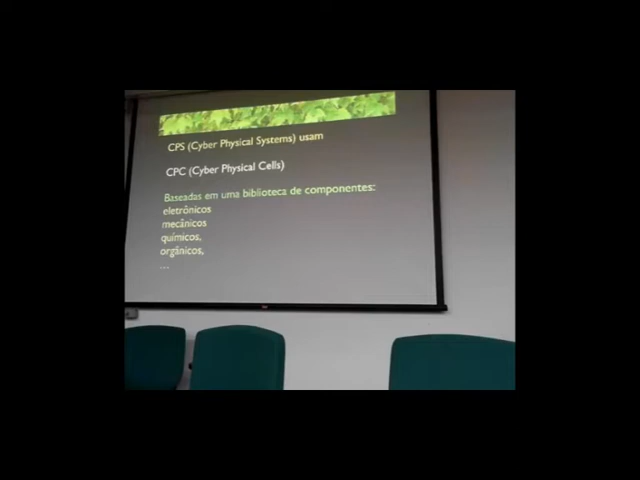 CPS (Cyber Physical Systems) usam
CPC (Cyber Physical Cells)
Baseadas em uma biblioteca de componentes:
eletrônicos
mecânicos
químicos,
orgânicos,
...